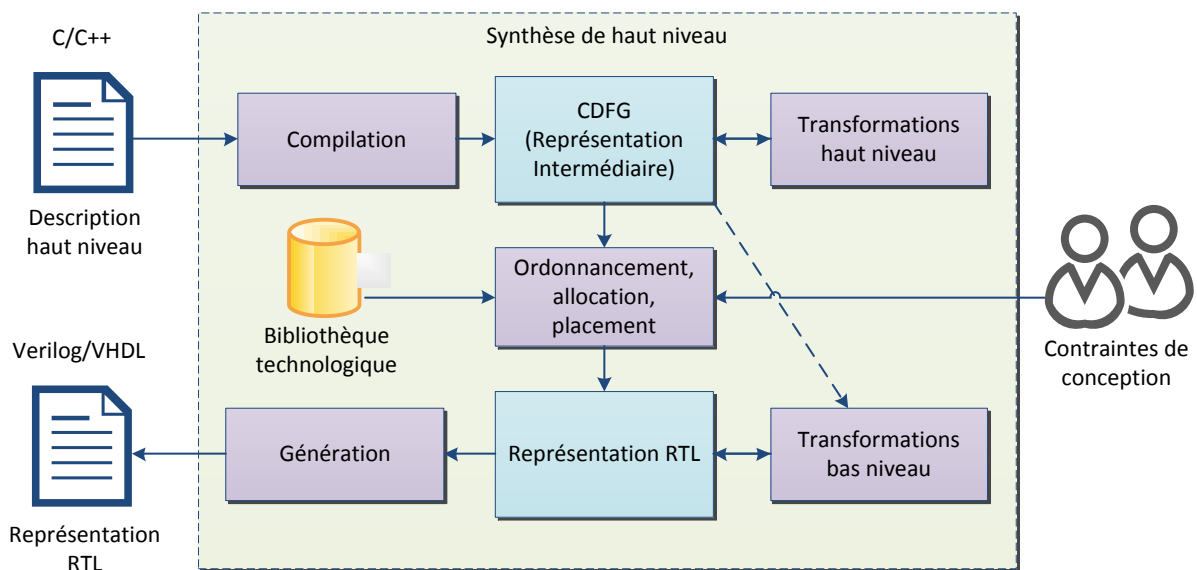 C/C++
Synthèse de haut niveau
Compilation
CDFG
(Représentation
Intermédiaire)
Transformations
haut niveau
Description
haut niveau
Ordonnancement,
allocation,
placement
Bibliothèque
technologique
Contraintes de
conception
Verilog/VHDL
Génération
Représentation RTL
Transformations
bas niveau
Représentation
RTL